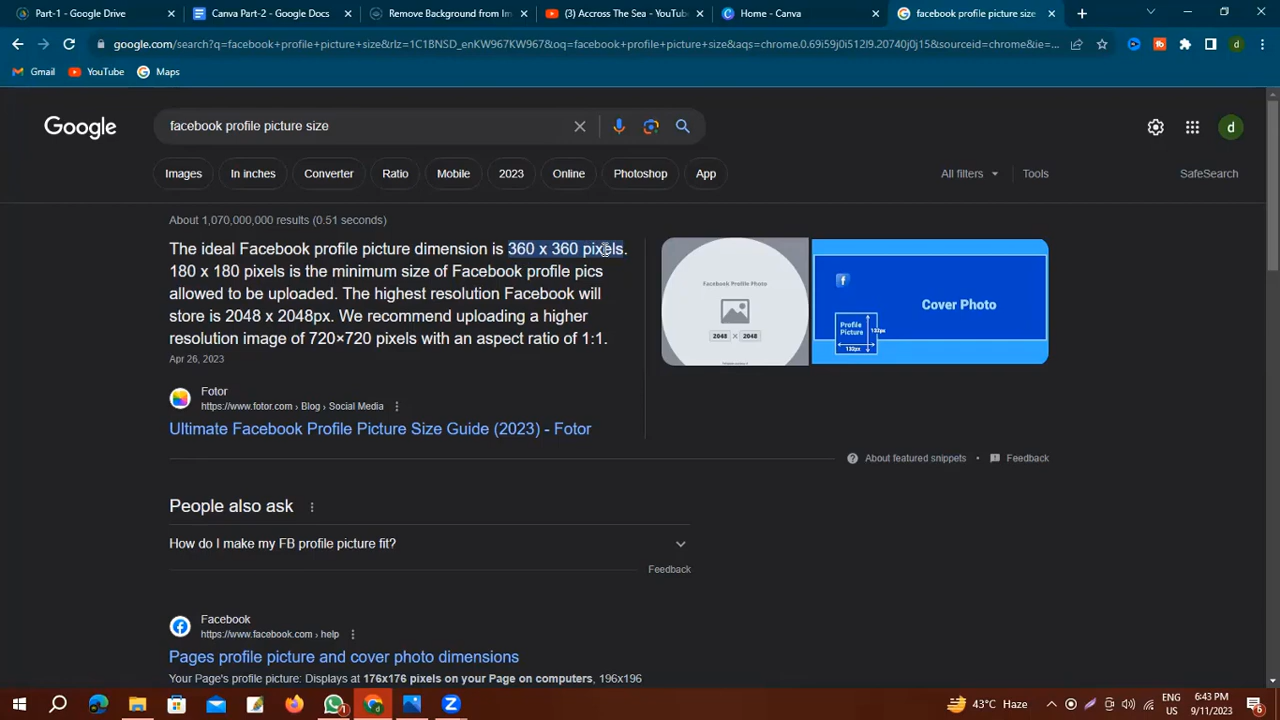 Part-1 - Google Drive
Canva Part-2 - Google Docs
Remove Background from Im
(3) Accross The Sea - YouTube
Home - Canva
facebook profile picture size
google.com/search?q=facebook+profile+picture+size&rlz=1C1BNSD_enKW967KW967&oq=facebook+profile+picture+size&aqs=chrome.0.69i59j0i512l9.20740j0j15&sourceid=chrome&ie=...
d
Gmail
YouTube
Maps
Google
facebook profile picture size
d
Images
In inches
Converter
Ratio
Mobile
2023
Online
Photoshop
App
All filters
Tools
SafeSearch
About 1,070,000,000 results (0.51 seconds)
The ideal Facebook profile picture dimension is 360 x 360 pixels.
180 x 180 pixels is the minimum size of Facebook profile pics
allowed to be uploaded. The highest resolution Facebook will
store is 2048 x 2048px. We recommend uploading a higher
resolution image of 720×720 pixels with an aspect ratio of 1:1.
Apr 26, 2023
Facebook Profile Photo
2048 × 2048
f
Cover Photo
Profile
Picture
132px
132px
Fotor
https://www.fotor.com › Blog › Social Media
Ultimate Facebook Profile Picture Size Guide (2023) - Fotor
About featured snippets • Feedback
People also ask
How do I make my FB profile picture fit?
Feedback
Facebook
https://www.facebook.com › help
Pages profile picture and cover photo dimensions
Your Page's profile picture: Displays at 176x176 pixels on your Page on computers, 196x196
1
43°C Haze
ENG
US
6:43 PM
9/11/2023
6